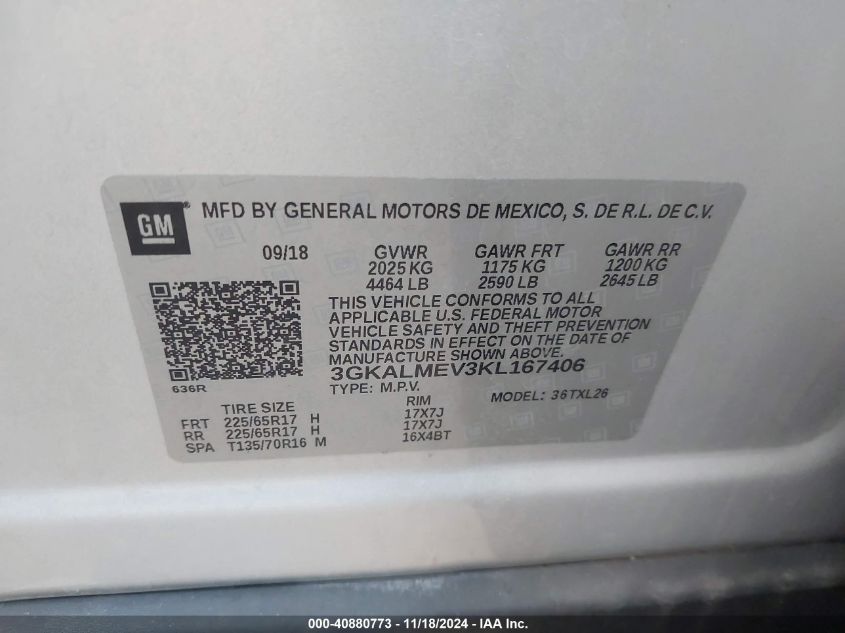 GM ® MFD BY GENERAL MOTORS DE MEXICO, S. DE R.L. DE C.V.
09/18 GVWR GAWR FRT GAWR RR
2025 KG 1175 KG 1200 KG
4464 LB 2590 LB 2645 LB
THIS VEHICLE CONFORMS TO ALL
APPLICABLE U.S. FEDERAL MOTOR
VEHICLE SAFETY AND THEFT PREVENTION
STANDARDS IN EFFECT ON THE DATE OF
MANUFACTURE SHOWN ABOVE.
3GKALMEV3KL167406
636R TYPE: M.P.V. MODEL: 36TXL26
TIRE SIZE RIM
FRT 225/65R17 H 17X7J
RR 225/65R17 H 17X7J
SPA T135/70R16 M 16X4BT
000-40880773 - 11/18/2024 - IAA Inc.